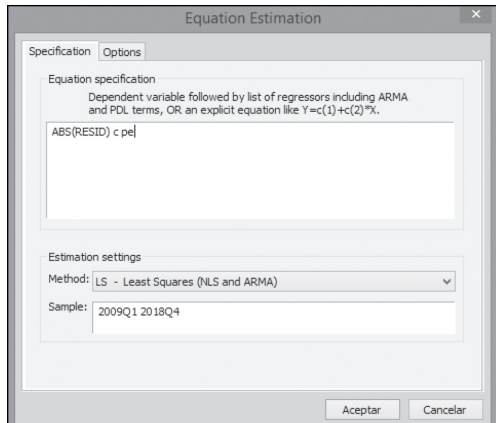 Equation Estimation
Specification Options
Equation specification
Dependent variable followed by list of regressors including ARMA
and PDL terms, OR an explicit equation like Y=c(1)+c(2)*X.
ABS(RESID) c pe
Estimation settings
Method: LS - Least Squares (NLS and ARMA)
Sample: 2009Q1 2018Q4
Aceptar Cancelar